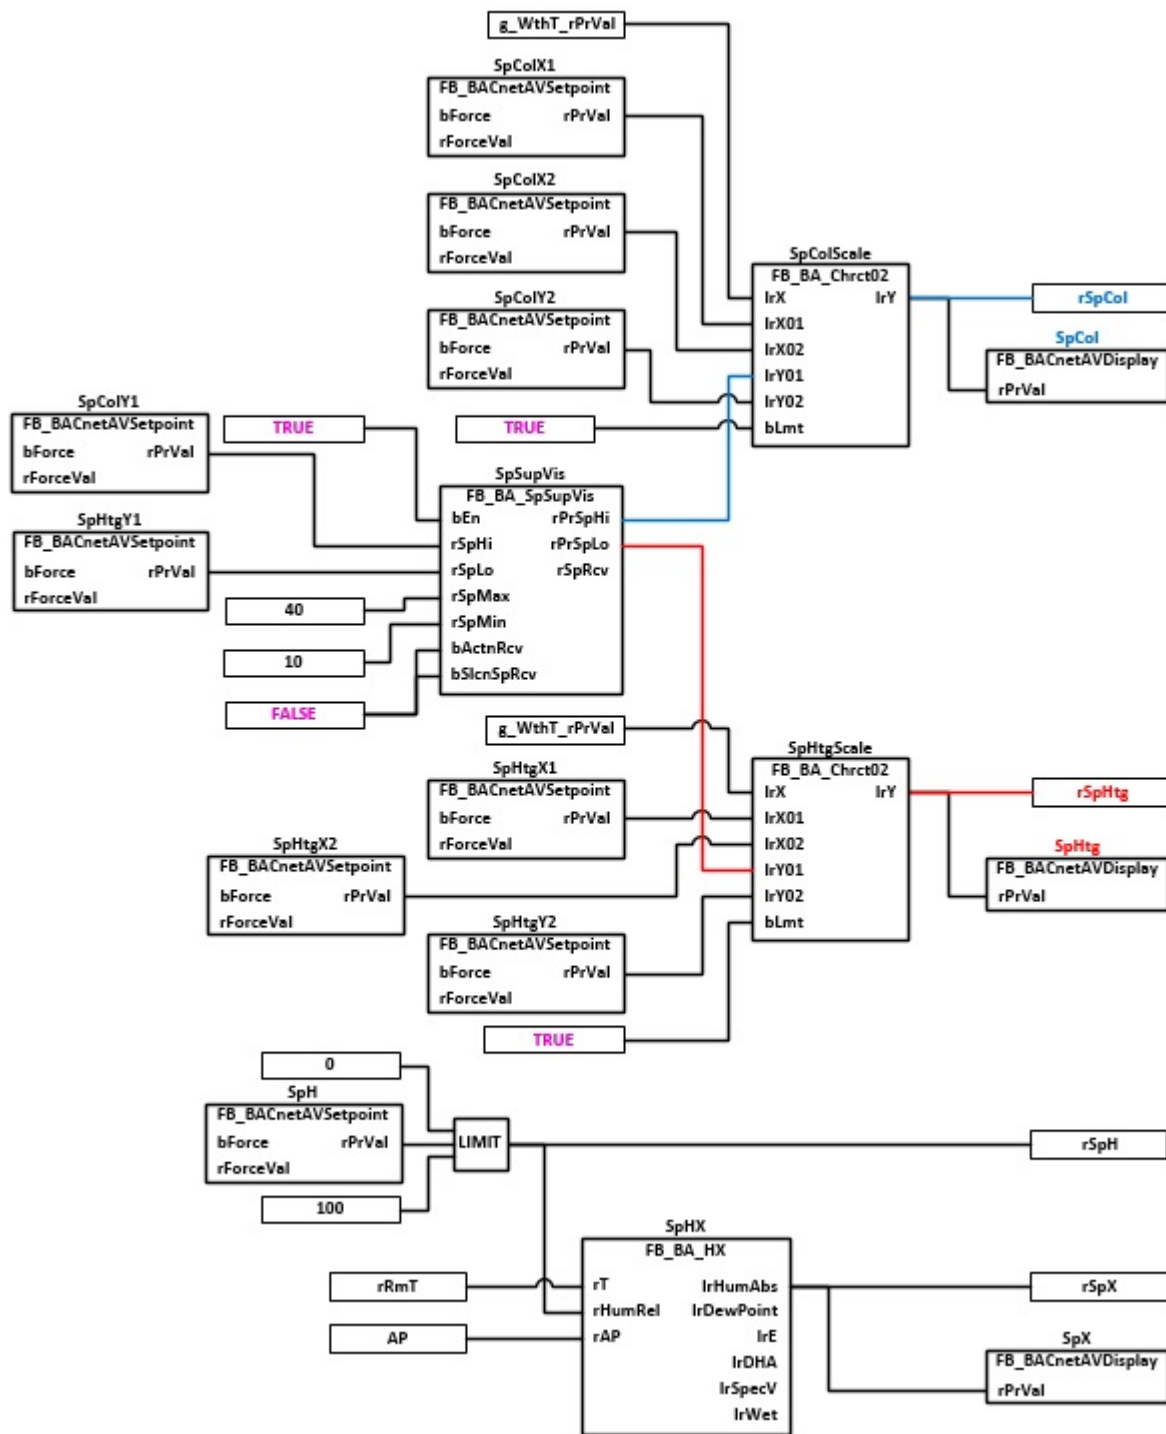 g_WthT_rPrVal
SpColX1
FB_BACnetAVSetpoint
bForce rPrVal
rForceVal
SpColX2
FB_BACnetAVSetpoint
bForce rPrVal
rForceVal
SpColY2
FB_BACnetAVSetpoint
bForce rPrVal
rForceVal
SpColScale
FB_BA_Chrct02
lrX lrY
lrX01
lrX02
lrY01
lrY02
bLmt
rSpCol
SpCol
FB_BACnetAVDisplay
rPrVal
SpColY1
FB_BACnetAVSetpoint
bForce rPrVal
rForceVal
TRUE
TRUE
SpHtgY1
FB_BACnetAVSetpoint
bForce rPrVal
rForceVal
SpSupVis
FB_BA_SpSupVis
bEn rPrSpHi
rSpHi rPrSpLo
rSpLo rSpRcv
rSpMax
rSpMin
bActnRcv
bSlcnSpRcv
40
10
FALSE
g_WthT_rPrVal
SpHtgX1
FB_BACnetAVSetpoint
bForce rPrVal
rForceVal
SpHtgX2
FB_BACnetAVSetpoint
bForce rPrVal
rForceVal
SpHtgY2
FB_BACnetAVSetpoint
bForce rPrVal
rForceVal
TRUE
SpHtgScale
FB_BA_Chrct02
lrX lrY
lrX01
lrX02
lrY01
lrY02
bLmt
rSpHtg
SpHtg
FB_BACnetAVDisplay
rPrVal
0
SpH
FB_BACnetAVSetpoint
bForce rPrVal
rForceVal
100
LIMIT
rSpH
SpHX
FB_BA_HX
rT lrHumAbs
rHumRel lrDewPoint
rAP lrE
lrDHA
lrSpecV
lrWet
rRmT
AP
rSpX
SpX
FB_BACnetAVDisplay
rPrVal